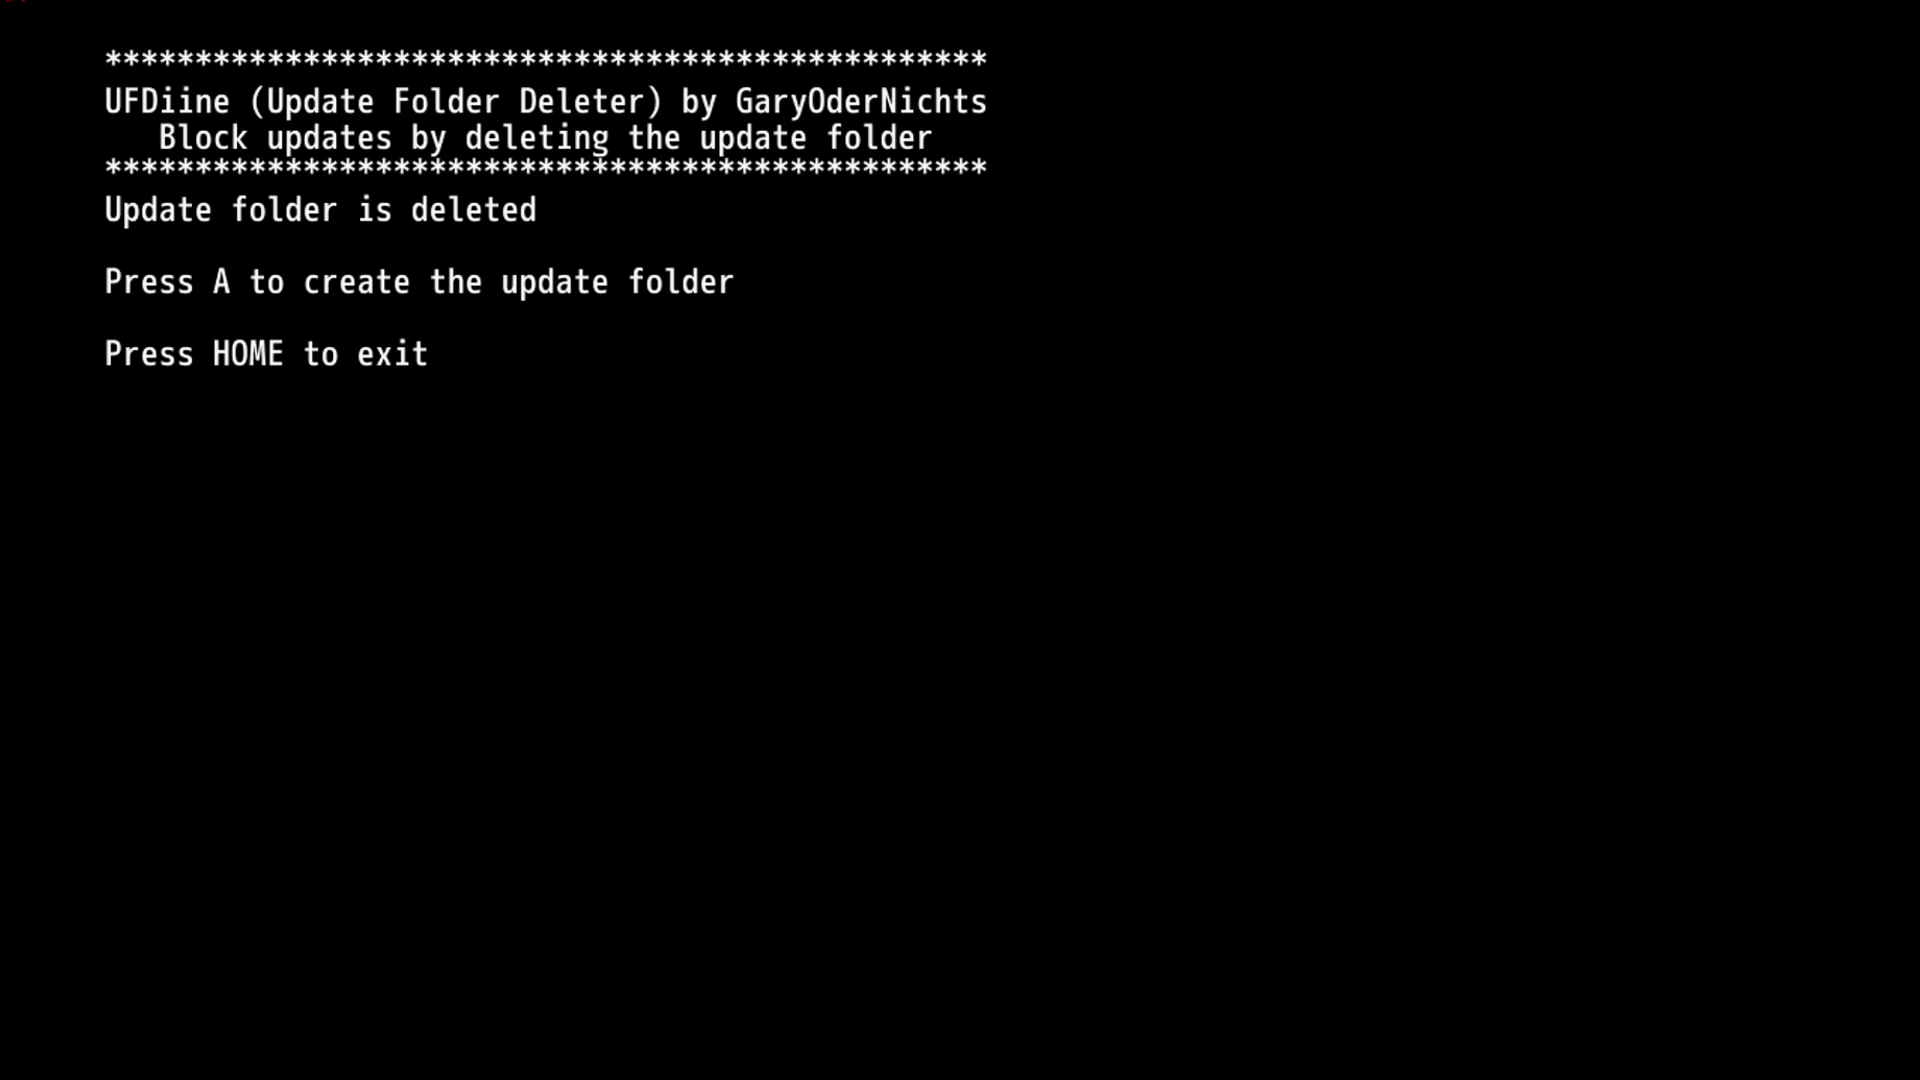 *************************************************
UFDiine (Update Folder Deleter) by GaryOderNichts
Block updates by deleting the update folder
*************************************************
Update folder is deleted
Press A to create the update folder
Press HOME to exit